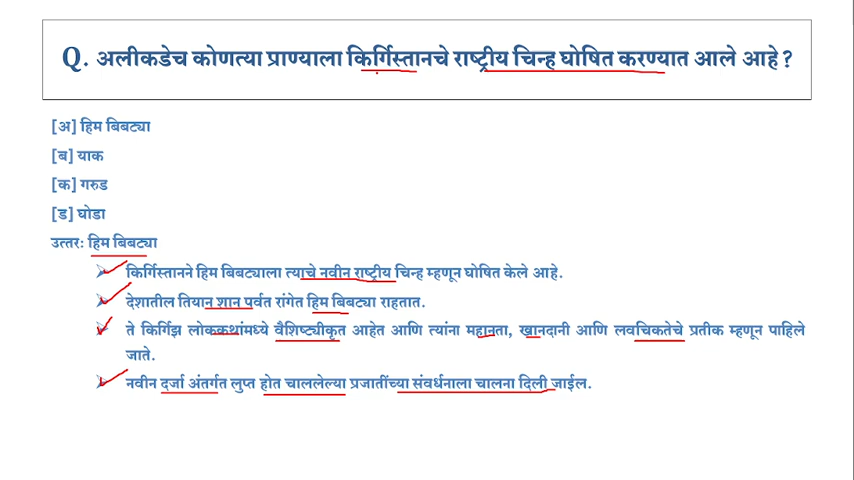 Q. अलीकडेच कोणत्या प्राण्याला किर्गिस्तानचे राष्ट्रीय चिन्ह घोषित करण्यात आले आहे?
[अ] हिम बिबट्या
[ब] याक
[क] गरुड
[ड] घोडा
उत्तर: हिम बिबट्या
किर्गिस्तानने हिम बिबट्याला त्याचे नवीन राष्ट्रीय चिन्ह म्हणून घोषित केले आहे.
देशातील तियान शान पर्वत रांगेत हिम बिबट्या राहतात.
ते किर्गिझ लोककथांमध्ये वैशिष्ट्यीकृत आहेत आणि त्यांना महानता, खानदानी आणि लवचिकतेचे प्रतीक म्हणून पाहिले
जाते.
नवीन दर्जा अंतर्गत लुप्त होत चाललेल्या प्रजातींच्या संवर्धनाला चालना दिली जाईल.